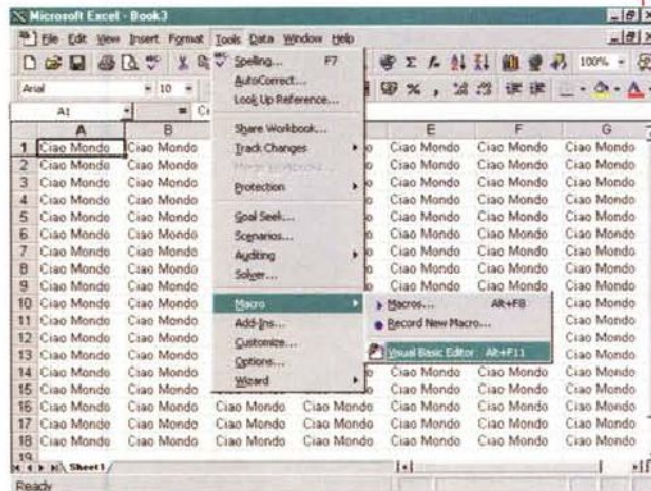 Microsoft Excel - Book3
File Edit View Insert Format Tools Data Window Help
100%
Arial 10
A1 =
A B E F G
Spelling... F7
AutoCorrect...
Look Up Reference...
Share Workbook...
Track Changes
Merge Workbooks...
Protection
Goal Seek...
Scenarios...
Auditing
Solver...
Macro
Add-Ins...
Customize...
Options...
Wizard
Macros... Alt+F8
Record New Macro...
Visual Basic Editor Alt+F11
1 Ciao Mondo Ciao Mondo Ciao Mondo Ciao Mondo Ciao Mondo
2 Ciao Mondo Ciao Mondo Ciao Mondo Ciao Mondo Ciao Mondo
3 Ciao Mondo Ciao Mondo Ciao Mondo Ciao Mondo Ciao Mondo
4 Ciao Mondo Ciao Mondo Ciao Mondo Ciao Mondo Ciao Mondo
5 Ciao Mondo Ciao Mondo Ciao Mondo Ciao Mondo Ciao Mondo
6 Ciao Mondo Ciao Mondo Ciao Mondo Ciao Mondo Ciao Mondo
7 Ciao Mondo Ciao Mondo Ciao Mondo Ciao Mondo Ciao Mondo
8 Ciao Mondo Ciao Mondo Ciao Mondo Ciao Mondo Ciao Mondo
9 Ciao Mondo Ciao Mondo Ciao Mondo Ciao Mondo Ciao Mondo
10 Ciao Mondo Ciao Mondo
11 Ciao Mondo Ciao Mondo
12 Ciao Mondo Ciao Mondo
13 Ciao Mondo Ciao Mondo Ciao Mondo Ciao Mondo Ciao Mondo
14 Ciao Mondo Ciao Mondo Ciao Mondo Ciao Mondo Ciao Mondo
15 Ciao Mondo Ciao Mondo Ciao Mondo Ciao Mondo Ciao Mondo
16 Ciao Mondo Ciao Mondo Ciao Mondo Ciao Mondo Ciao Mondo Ciao Mondo Ciao Mondo
17 Ciao Mondo Ciao Mondo Ciao Mondo Ciao Mondo Ciao Mondo Ciao Mondo Ciao Mondo
18 Ciao Mondo Ciao Mondo Ciao Mondo Ciao Mondo Ciao Mondo Ciao Mondo Ciao Mondo
19
Sheet1
Ready